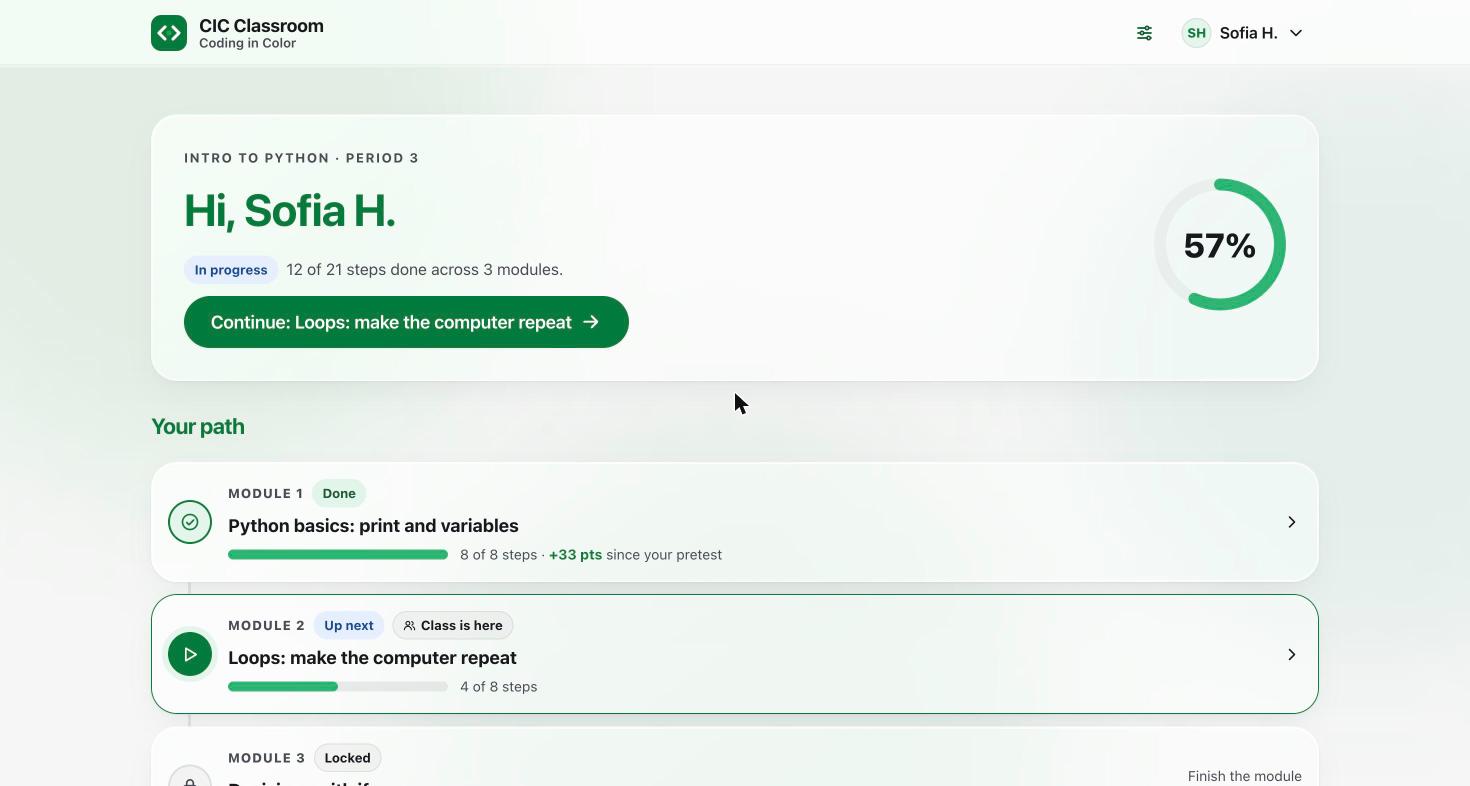 CIC Classroom
Coding in Color
SH Sofia H.
INTRO TO PYTHON · PERIOD 3
Hi, Sofia H.
In progress 12 of 21 steps done across 3 modules.
57%
Continue: Loops: make the computer repeat
Your path
MODULE 1 Done
Python basics: print and variables
8 of 8 steps · +33 pts since your pretest
MODULE 2 Up next Class is here
Loops: make the computer repeat
4 of 8 steps
MODULE 3 Locked
Finish the module